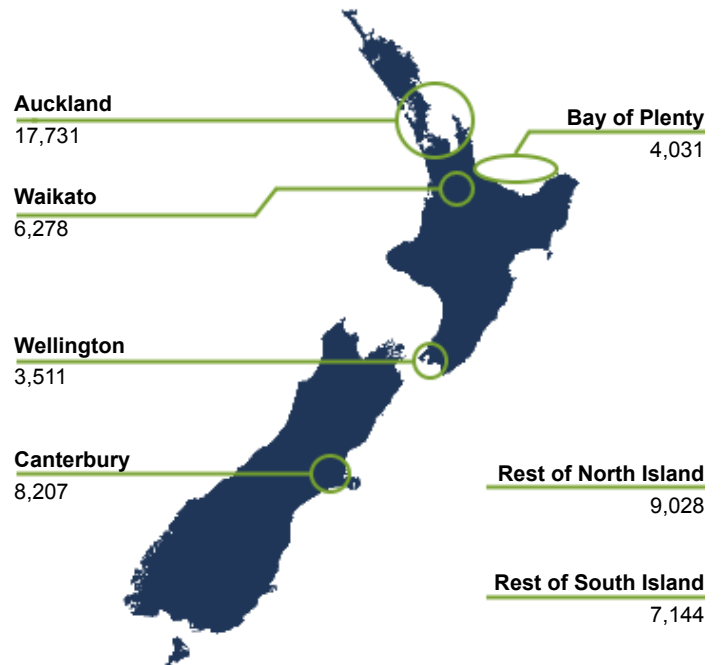 Auckland
17,731
Bay of Plenty
4,031
Waikato
6,278
Wellington
3,511
Canterbury
8,207
Rest of North Island
9,028
Rest of South Island
7,144